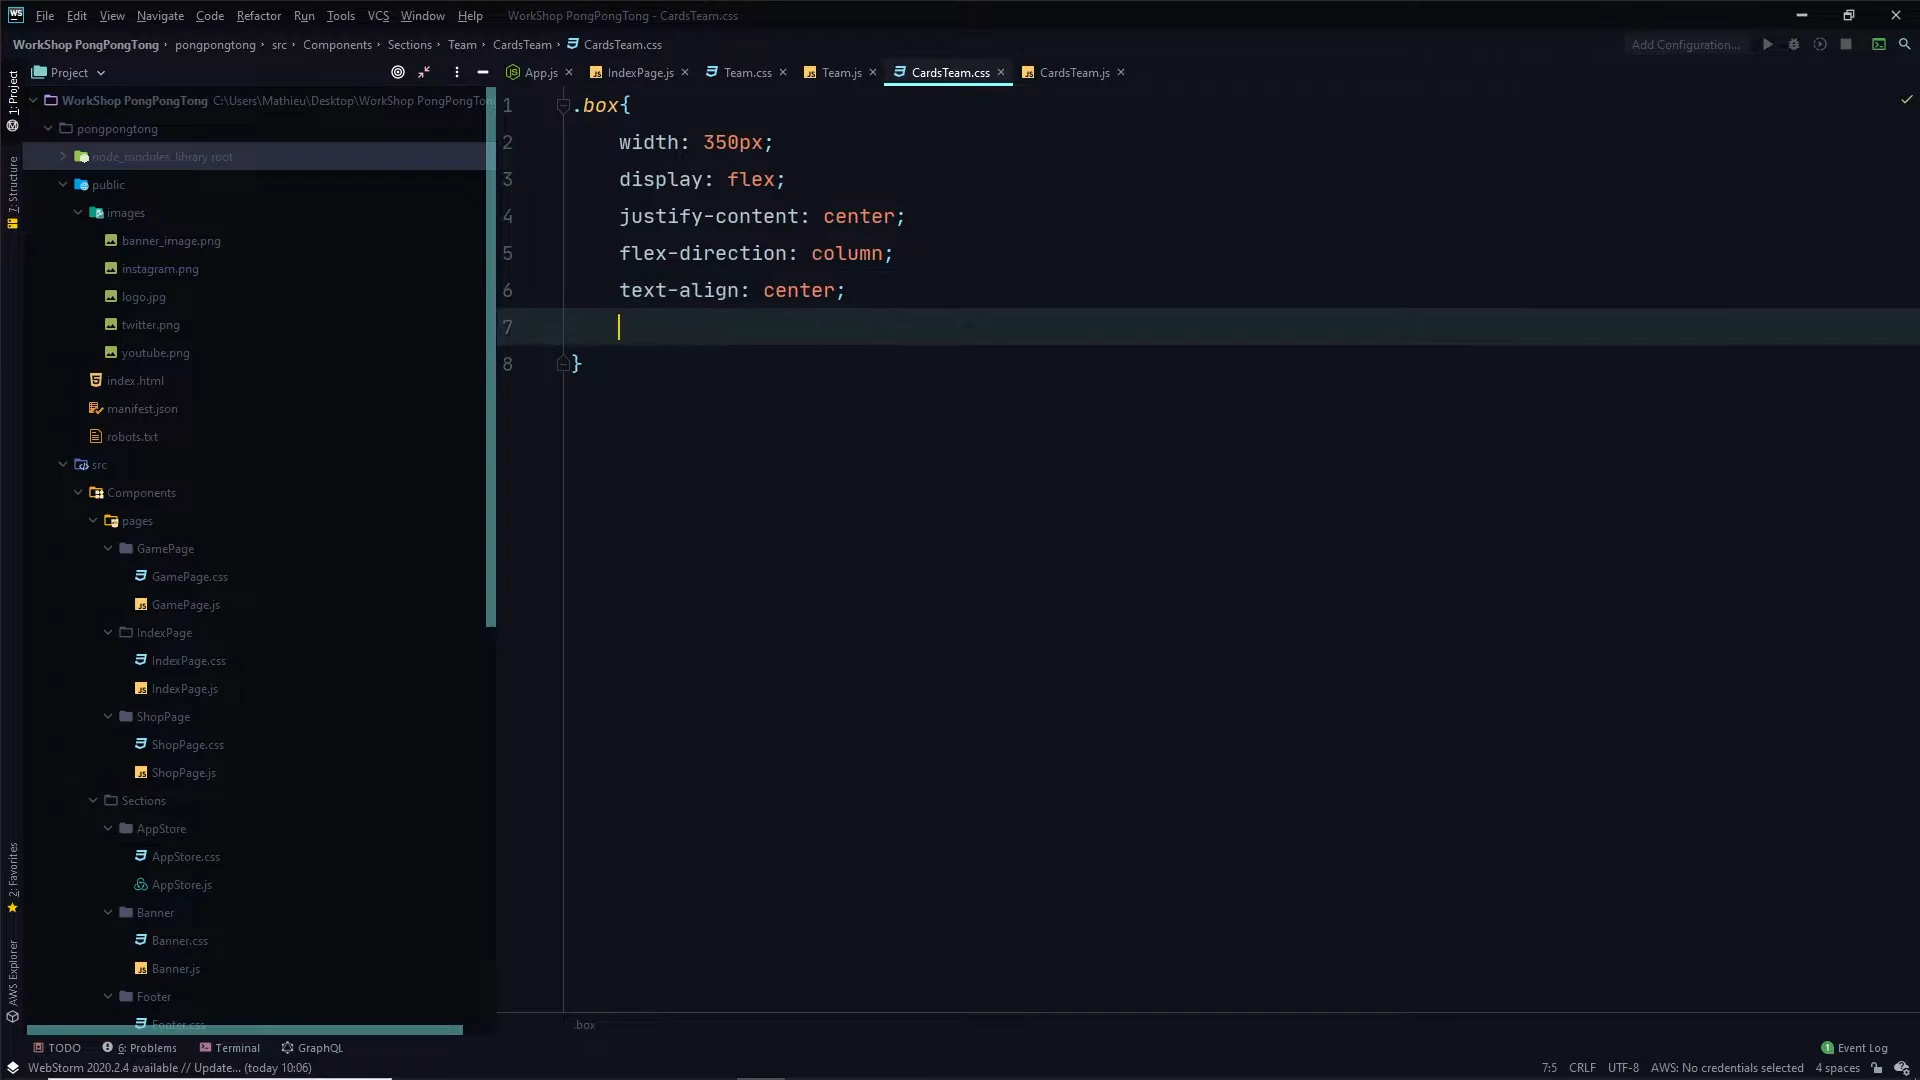 WS File Edit View Navigate Code Refactor Run Tools VCS Window Help WorkShop PongPongTong - CardsTeam.css
WorkShop PongPongTong pongpongtong src Components Sections Team CardsTeam CardsTeam.css Add Configuration...
Project App.js IndexPage.js Team.css Team.js CardsTeam.css CardsTeam.js
1: Project
7: Structure
2: Favorites
AWS Explorer
WorkShop PongPongTong C:\Users\Mathieu\Desktop\WorkShop PongPongTon
pongpongtong
node_modules library root
public
images
banner_image.png
instagram.png
logo.jpg
twitter.png
youtube.png
index.html
manifest.json
robots.txt
src
Components
pages
GamePage
GamePage.css
GamePage.js
IndexPage
IndexPage.css
IndexPage.js
ShopPage
ShopPage.css
ShopPage.js
Sections
AppStore
AppStore.css
AppStore.js
Banner
Banner.css
Banner.js
Footer
Footer.css
1 .box{
2 width: 350px;
3 display: flex;
4 justify-content: center;
5 flex-direction: column;
6 text-align: center;
7
8 }
.box
TODO 6: Problems Terminal GraphQL 1 Event Log
WebStorm 2020.2.4 available // Update... (today 10:06) 7:5 CRLF UTF-8 AWS: No credentials selected 4 spaces